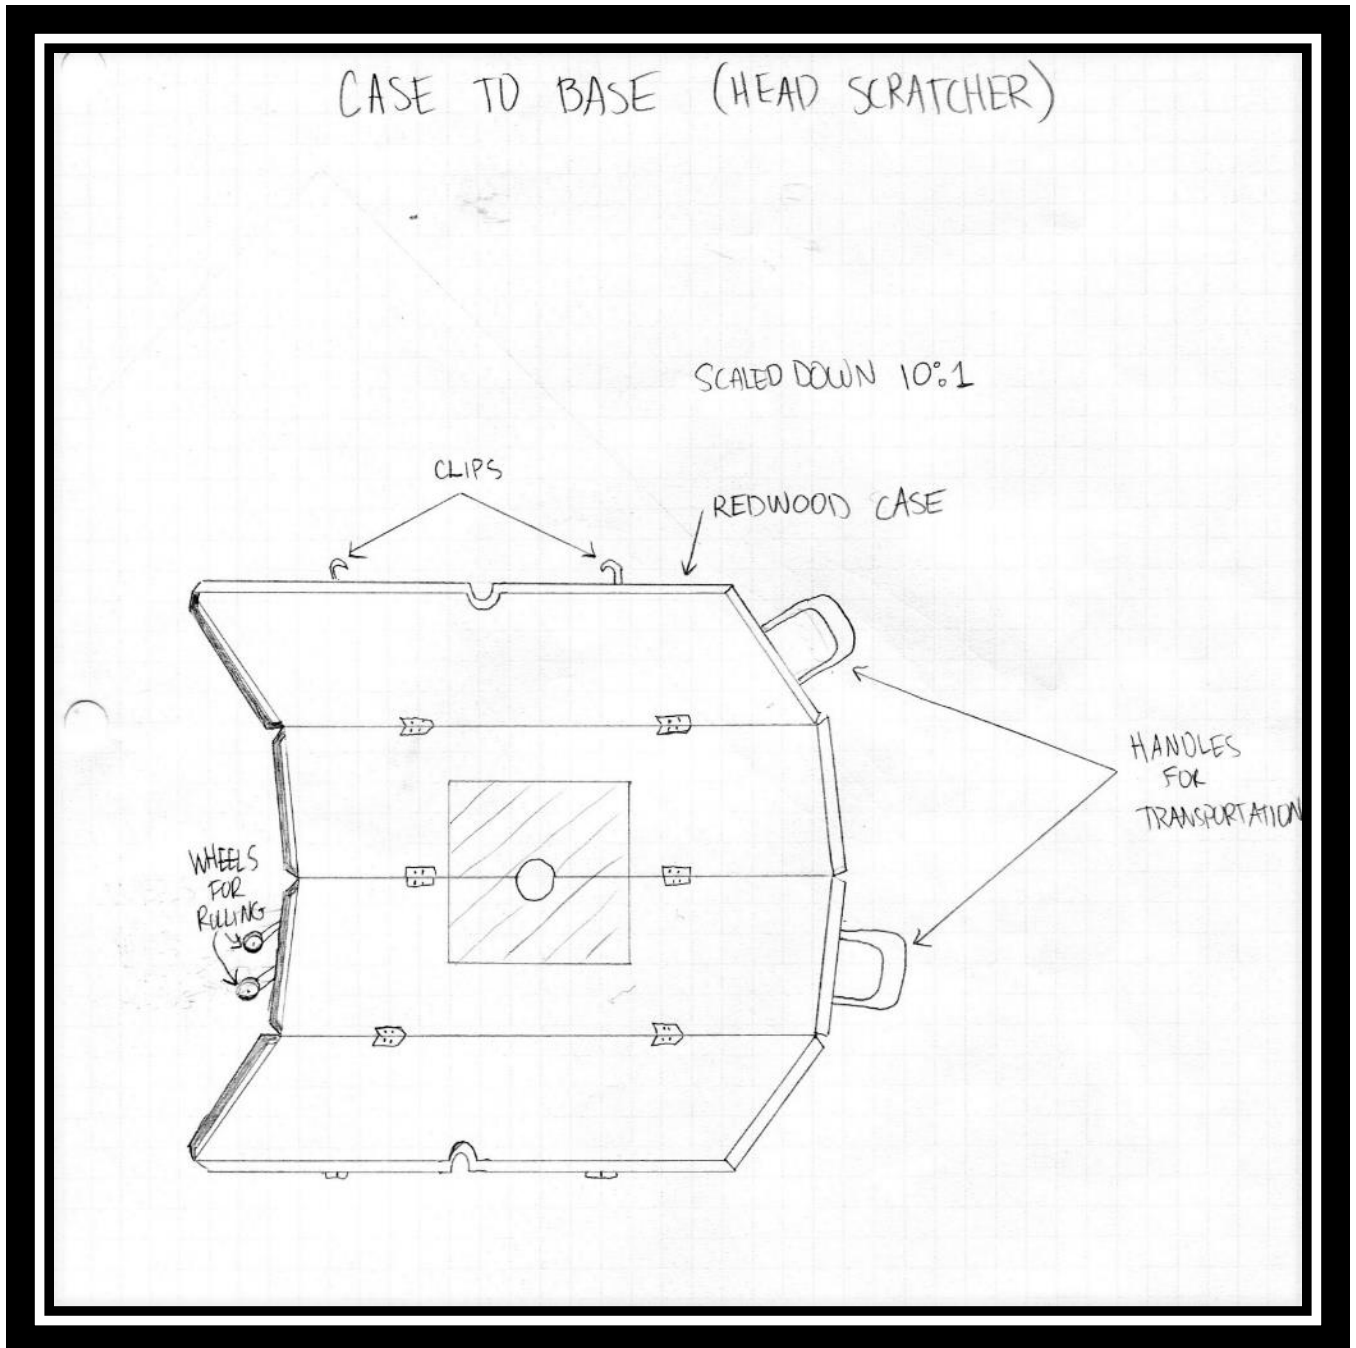 CASE TO BASE (HEAD SCRATCHER)
SCALED DOWN 10:1
CLIPS
REDWOOD CASE
HANDLES
FOR
TRANSPORTATION
WHEELS
FOR
ROLLING